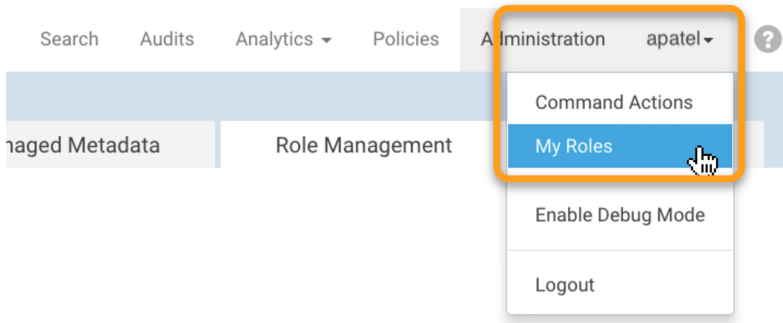 Search Audits Analytics Policies Administration apatel ?
Command Actions
naged Metadata Role Management My Roles
Enable Debug Mode
Logout